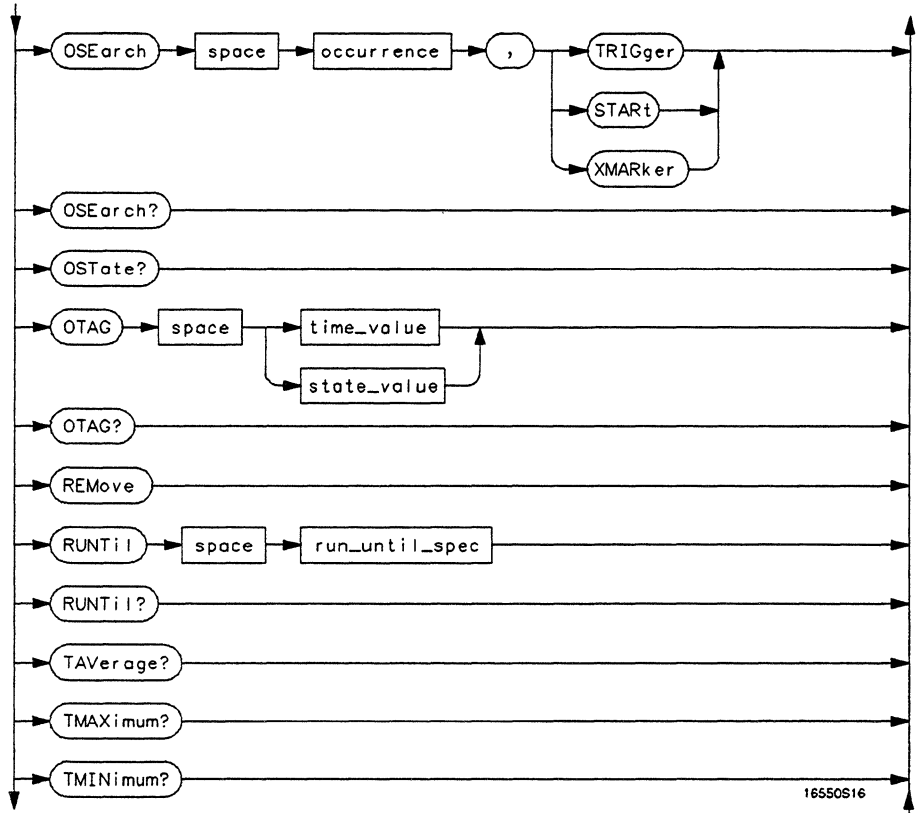 OSEarch space occurrence , TRIGger
STARt
XMARker
OSEarch?
OSTate?
OTAG space time_value
state_value
OTAG?
REMove
RUNTil space run_until_spec
RUNTil?
TAVerage?
TMAXimum?
TMINimum?
16550S16